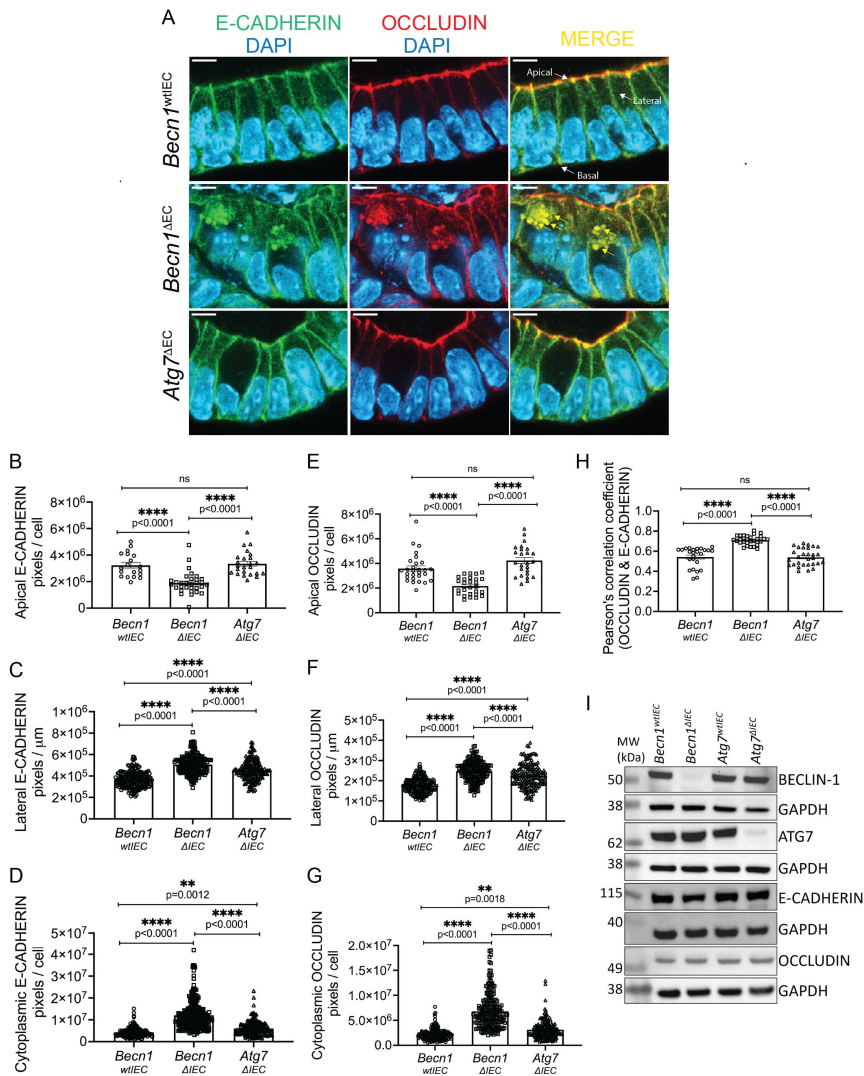 A
E-CADHERIN
DAPI
OCCLUDIN
DAPI
MERGE
Becn1wtIEC
Apical
Lateral
Basal
Becn1ΔEC
Atg7ΔEC
B
ns
****
p<0.0001
****
p<0.0001
Apical E-CADHERIN
pixels / cell
8×10⁶
6×10⁶
4×10⁶
2×10⁶
0
Becn1
wtIEC
Becn1
ΔIEC
Atg7
ΔIEC
E
ns
****
p<0.0001
****
p<0.0001
Apical OCCLUDIN
pixels / cell
8×10⁶
6×10⁶
4×10⁶
2×10⁶
0
Becn1
wtIEC
Becn1
ΔIEC
Atg7
ΔIEC
H
ns
****
p<0.0001
****
p<0.0001
Pearson's correlation coefficient
(OCCLUDIN & E-CADHERIN)
1.0
0.8
0.6
0.4
0.2
0.0
Becn1
wtIEC
Becn1
ΔIEC
Atg7
ΔIEC
C
****
p<0.0001
****
p<0.0001
****
p<0.0001
Lateral E-CADHERIN
pixels / μm
1×10⁶
8×10⁵
6×10⁵
4×10⁵
2×10⁵
0
Becn1
wtIEC
Becn1
ΔIEC
Atg7
ΔIEC
F
****
p<0.0001
****
p<0.0001
****
p<0.0001
Lateral OCCLUDIN
pixels / μm
5×10⁵
4×10⁵
3×10⁵
2×10⁵
1×10⁵
0
Becn1
wtIEC
Becn1
ΔIEC
Atg7
ΔIEC
D
**
p=0.0012
****
p<0.0001
****
p<0.0001
Cytoplasmic E-CADHERIN
pixels / cell
5×10⁷
4×10⁷
3×10⁷
2×10⁷
1×10⁷
0
Becn1
wtIEC
Becn1
ΔIEC
Atg7
ΔIEC
G
**
p=0.0018
****
p<0.0001
****
p<0.0001
Cytoplasmic OCCLUDIN
pixels / cell
2.0×10⁷
1.5×10⁷
1.0×10⁷
5.0×10⁶
0
Becn1
wtIEC
Becn1
ΔIEC
Atg7
ΔIEC
I
MW
(kDa)
Becn1wtIEC
Becn1ΔIEC
Atg7wtIEC
Atg7ΔIEC
50
BECLIN-1
38
GAPDH
62
ATG7
38
GAPDH
115
E-CADHERIN
40
GAPDH
49
OCCLUDIN
38
GAPDH